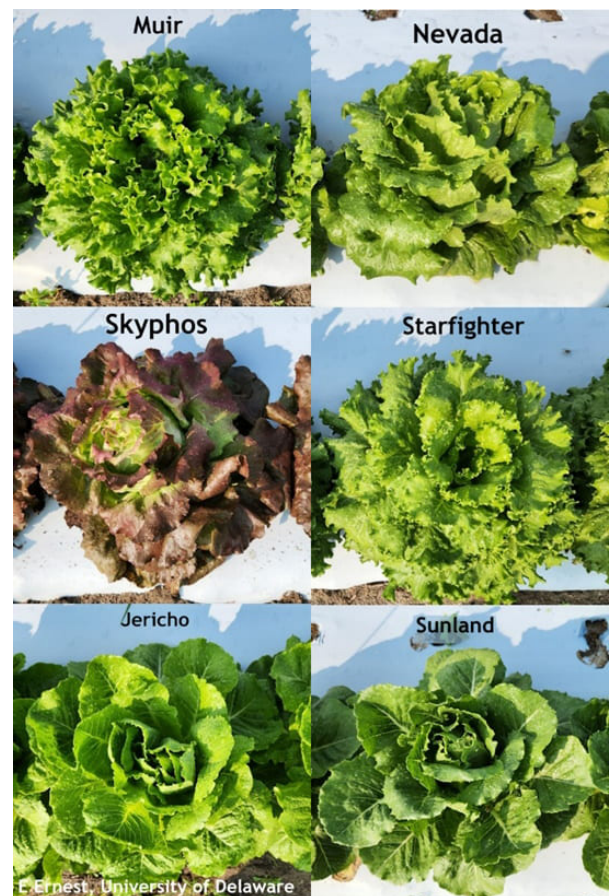 Muir
Nevada
Skyphos
Starfighter
Jericho
Sunland
E.Ernest, University of Delaware